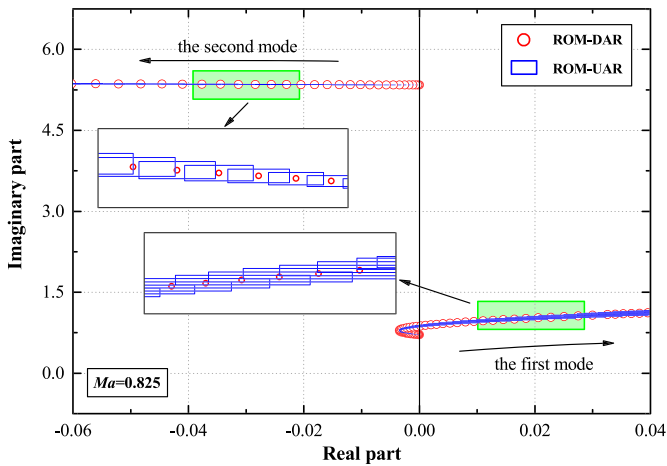 6.0
the second mode
ROM-DAR
ROM-UAR
4.5
3.0
1.5
0.0
Imaginary part
the first mode
Ma=0.825
-0.06
-0.04
-0.02
0.00
0.02
0.04
Real part